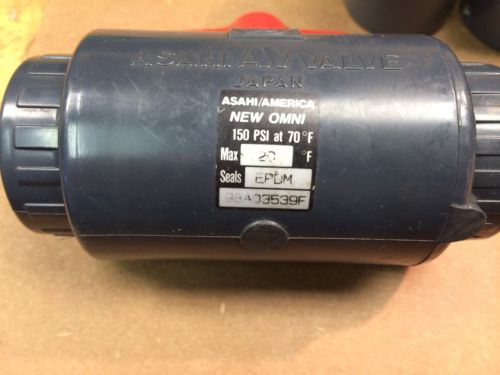 ASAHI AV VALVE
JAPAN
ASAHI/AMERICA
NEW OMNI
150 PSI at 70°F
Max °F
Seals EPDM